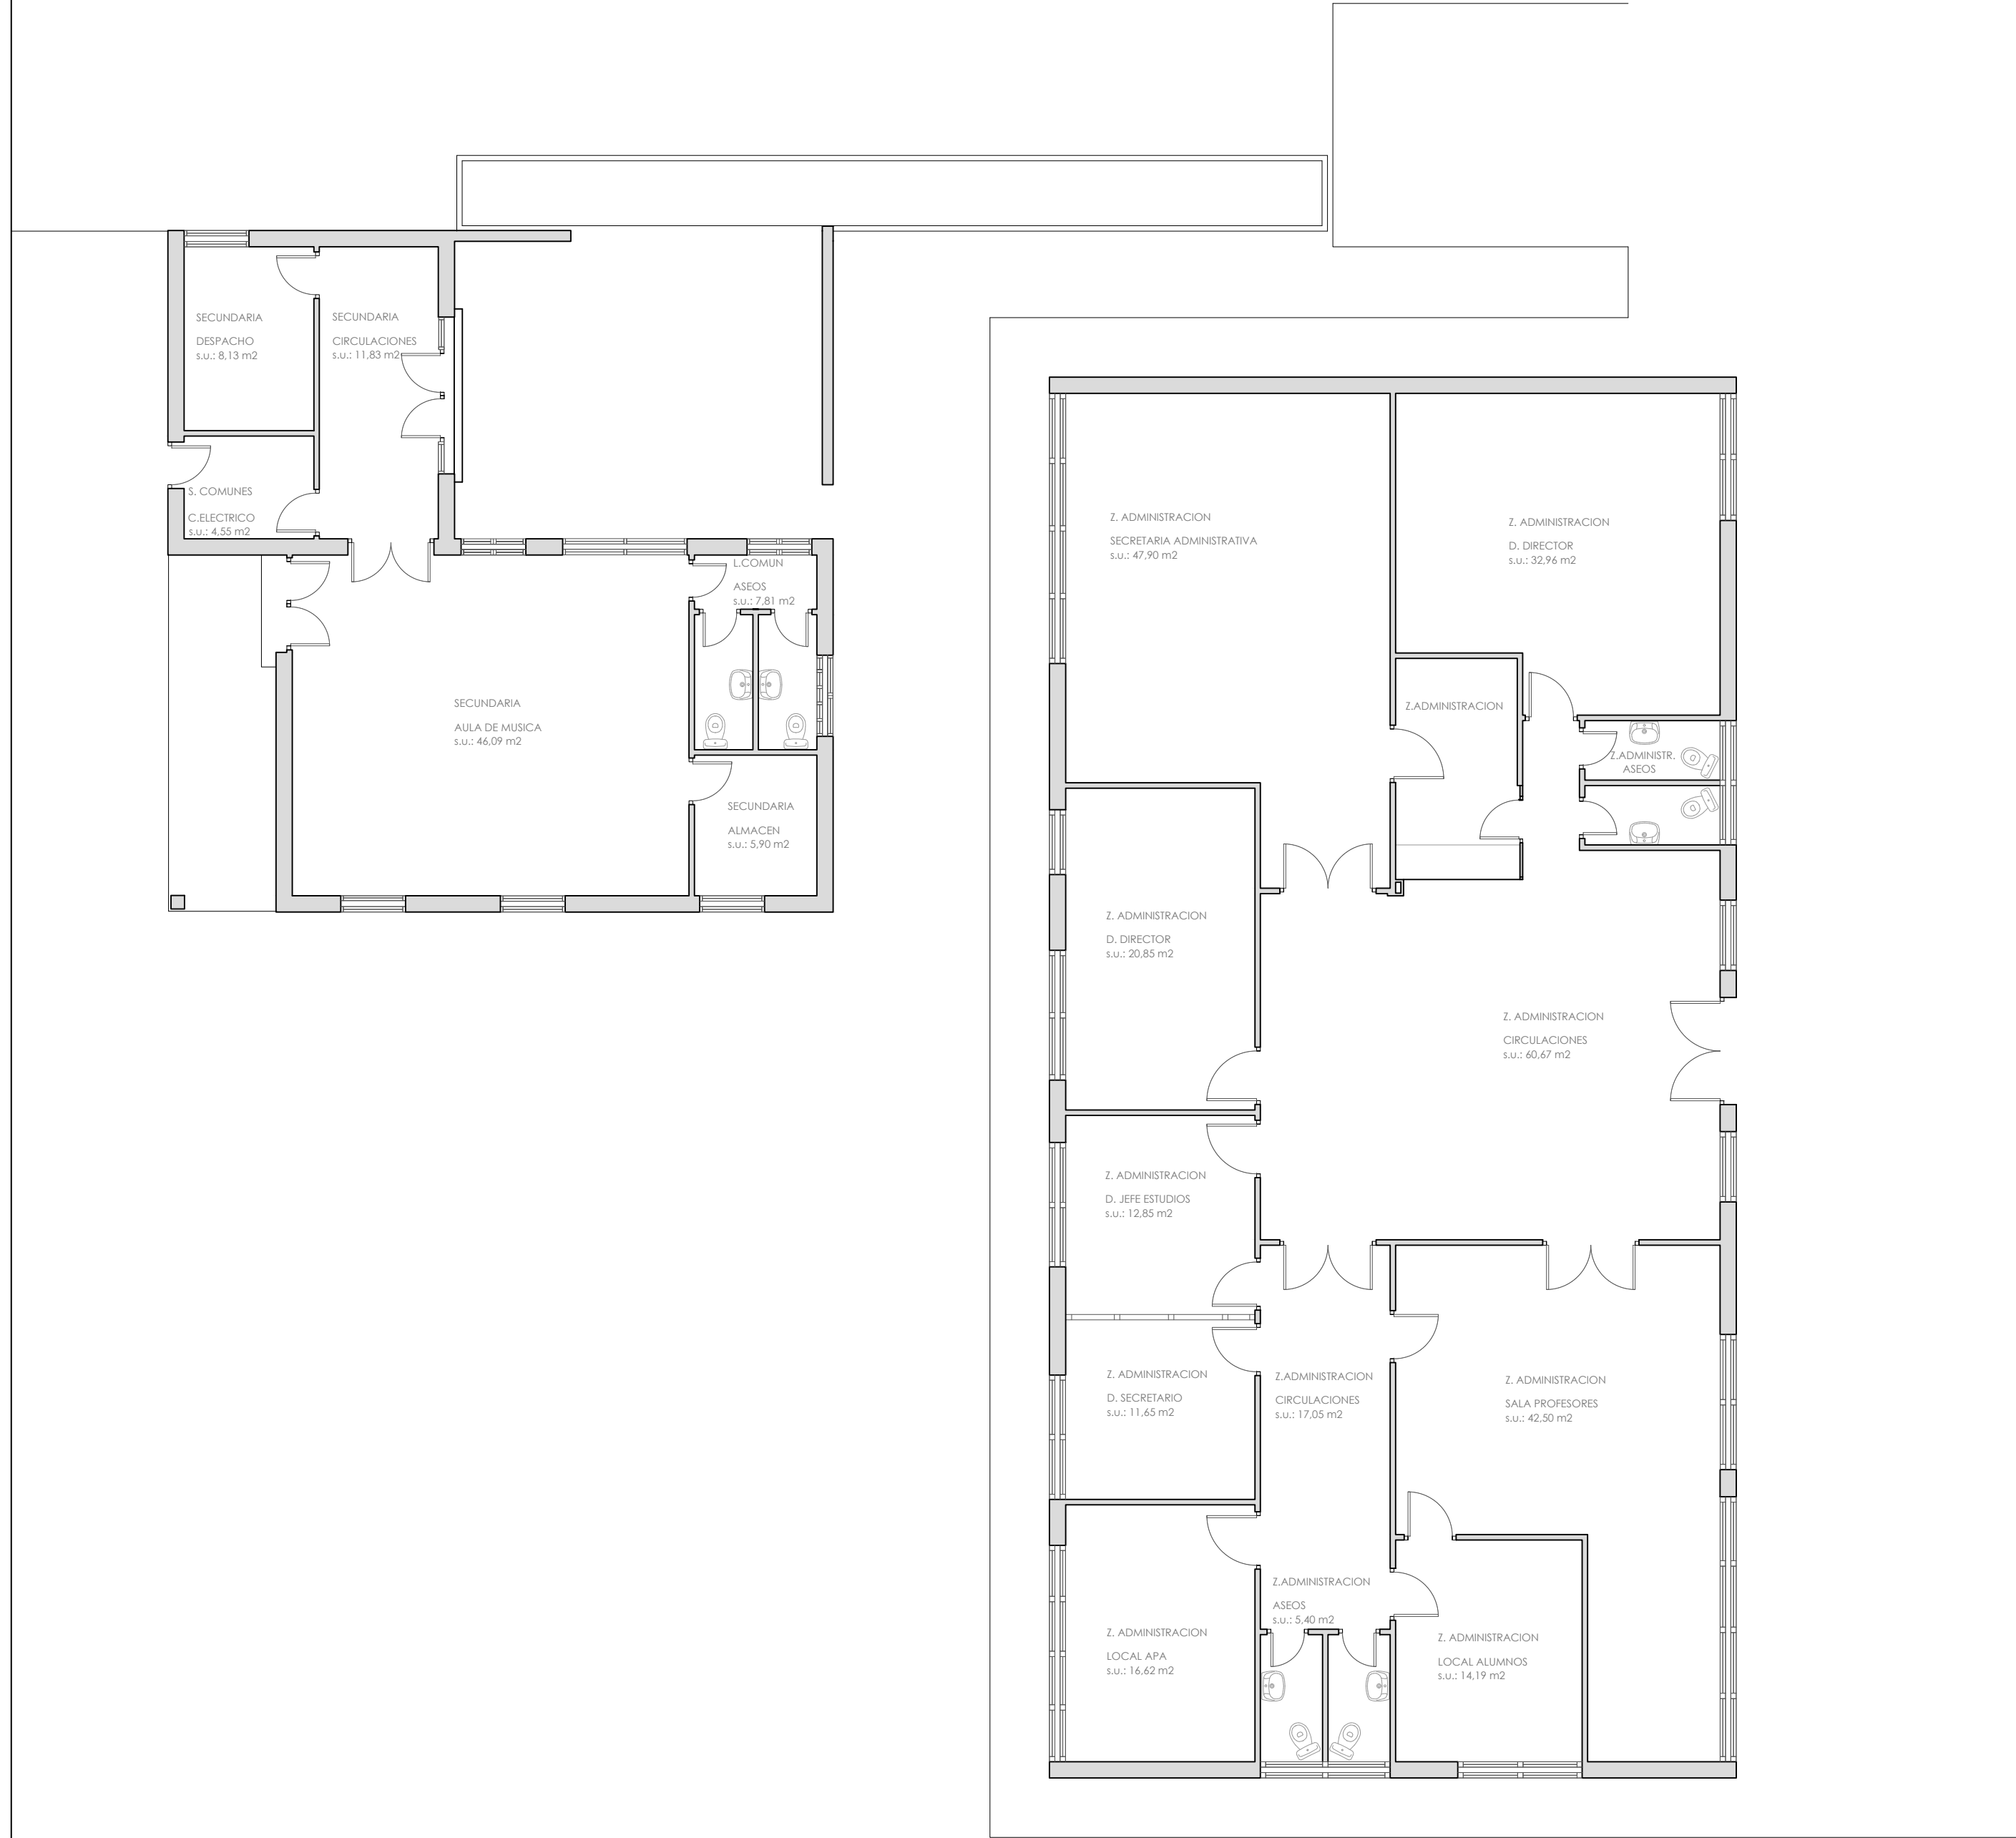 SECUNDARIA
DESPACHO
s.u.: 8,13 m2
SECUNDARIA
CIRCULACIONES
s.u.: 11,83 m2
S. COMUNES
C.ELECTRICO
s.u.: 4,55 m2
L.COMUN
ASEOS
s.u.: 7,81 m2
SECUNDARIA
AULA DE MUSICA
s.u.: 46,09 m2
SECUNDARIA
ALMACEN
s.u.: 5,90 m2
Z. ADMINISTRACION
SECRETARIA ADMINISTRATIVA
s.u.: 47,90 m2
Z. ADMINISTRACION
D. DIRECTOR
s.u.: 32,96 m2
Z.ADMINISTRACION
Z.ADMINISTR.
ASEOS
Z. ADMINISTRACION
D. DIRECTOR
s.u.: 20,85 m2
Z. ADMINISTRACION
CIRCULACIONES
s.u.: 60,67 m2
Z. ADMINISTRACION
D. JEFE ESTUDIOS
s.u.: 12,85 m2
Z. ADMINISTRACION
D. SECRETARIO
s.u.: 11,65 m2
Z.ADMINISTRACION
CIRCULACIONES
s.u.: 17,05 m2
Z. ADMINISTRACION
SALA PROFESORES
s.u.: 42,50 m2
Z.ADMINISTRACION
ASEOS
s.u.: 5,40 m2
Z. ADMINISTRACION
LOCAL APA
s.u.: 16,62 m2
Z. ADMINISTRACION
LOCAL ALUMNOS
s.u.: 14,19 m2